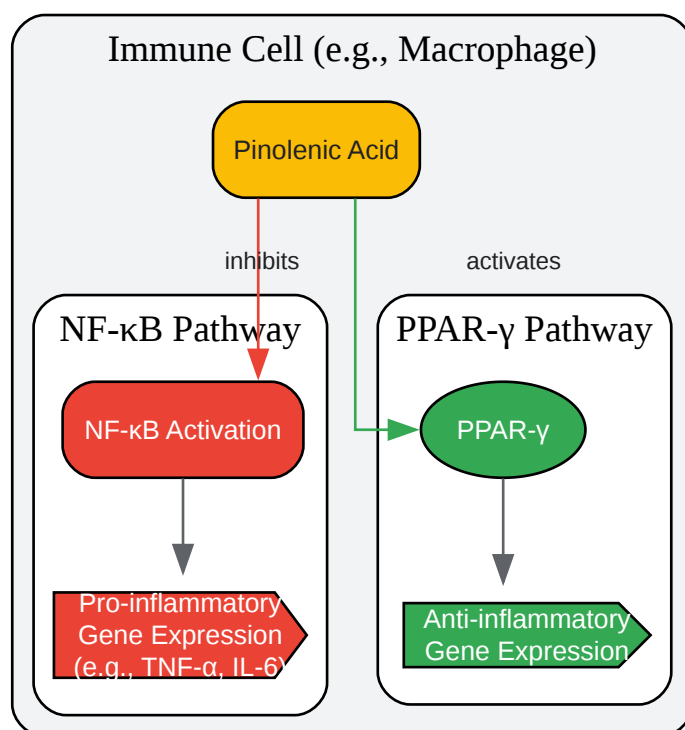 Immune Cell (e.g., Macrophage)
Pinolenic Acid
inhibits
activates
NF-κB Pathway
PPAR-γ Pathway
NF-κB Activation
PPAR-γ
Pro-inflammatory
Gene Expression
(e.g., TNF-α, IL-6)
Anti-inflammatory
Gene Expression